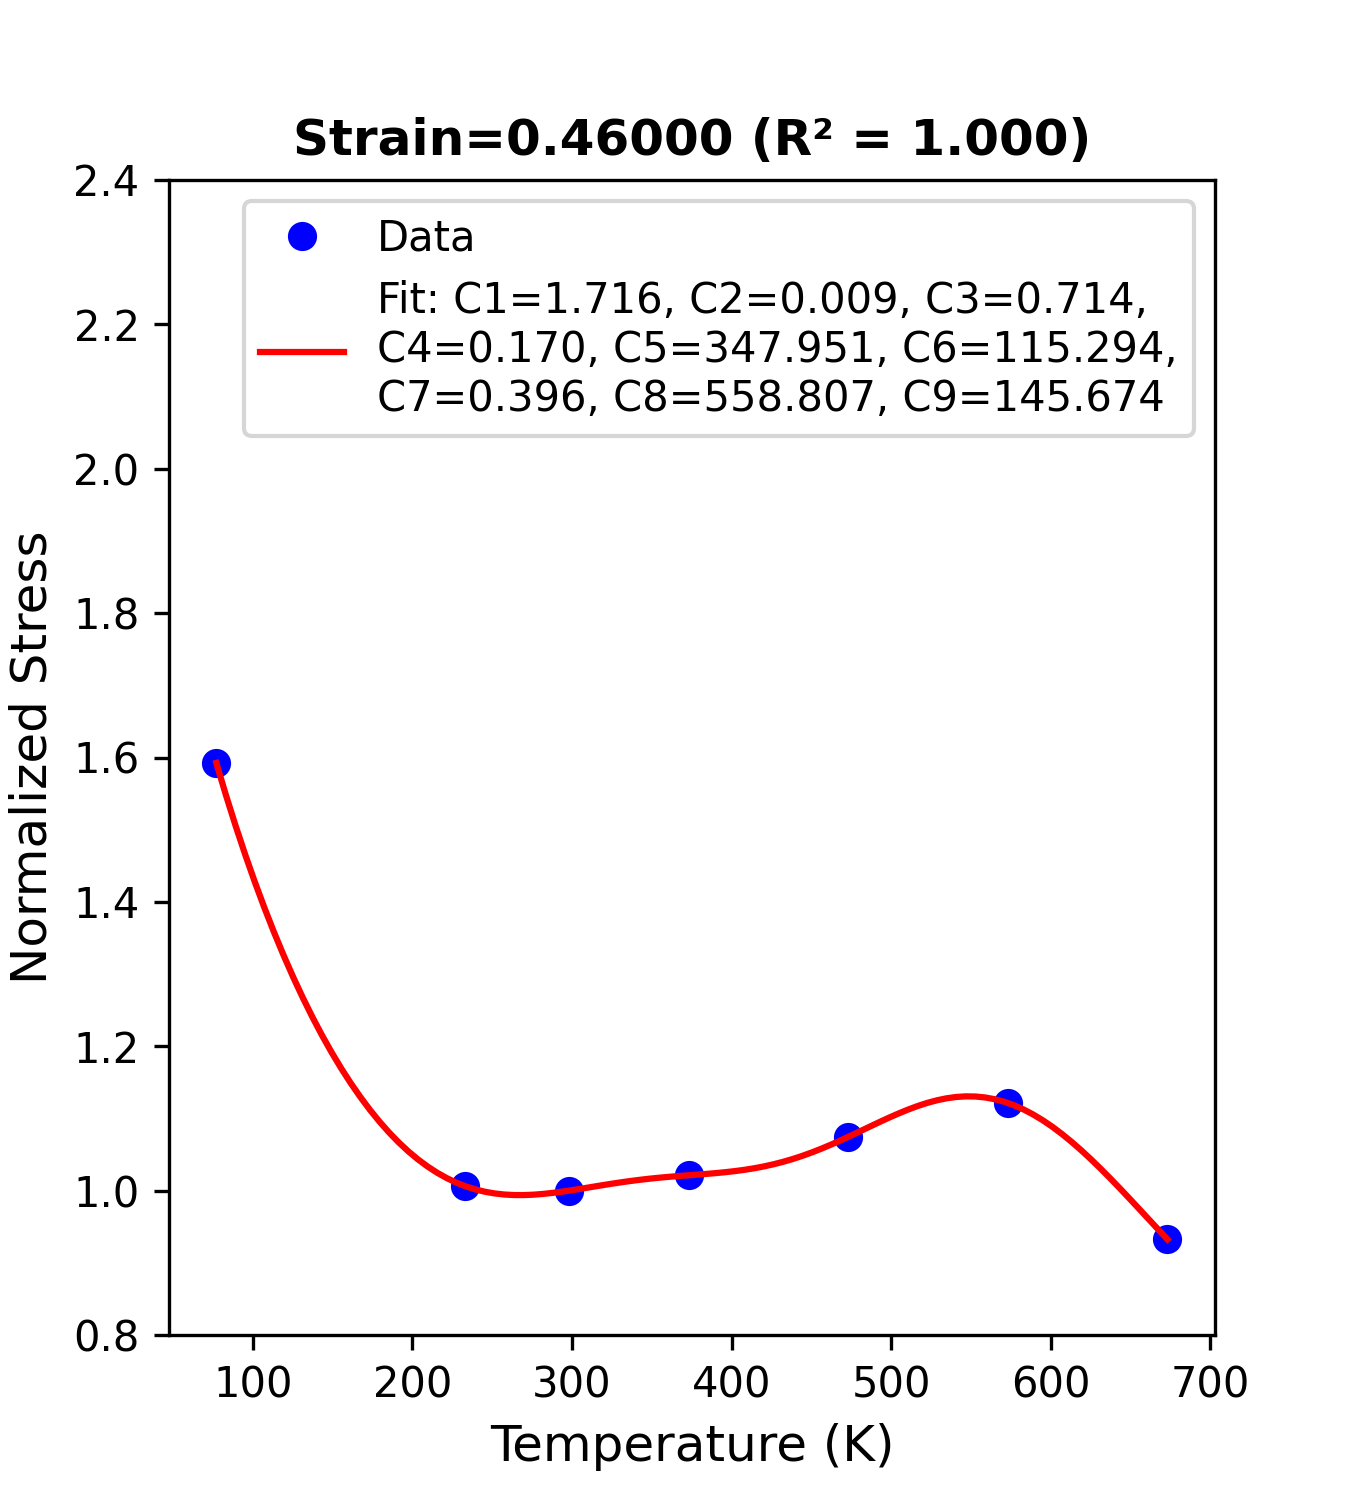 Strain=0.46000 (R² = 1.000)
2.4
2.2
2.0
1.8
1.6
1.4
1.2
1.0
0.8
Normalized Stress
Data
Fit: C1=1.716, C2=0.009, C3=0.714,
C4=0.170, C5=347.951, C6=115.294,
C7=0.396, C8=558.807, C9=145.674
100 200 300 400 500 600 700
Temperature (K)